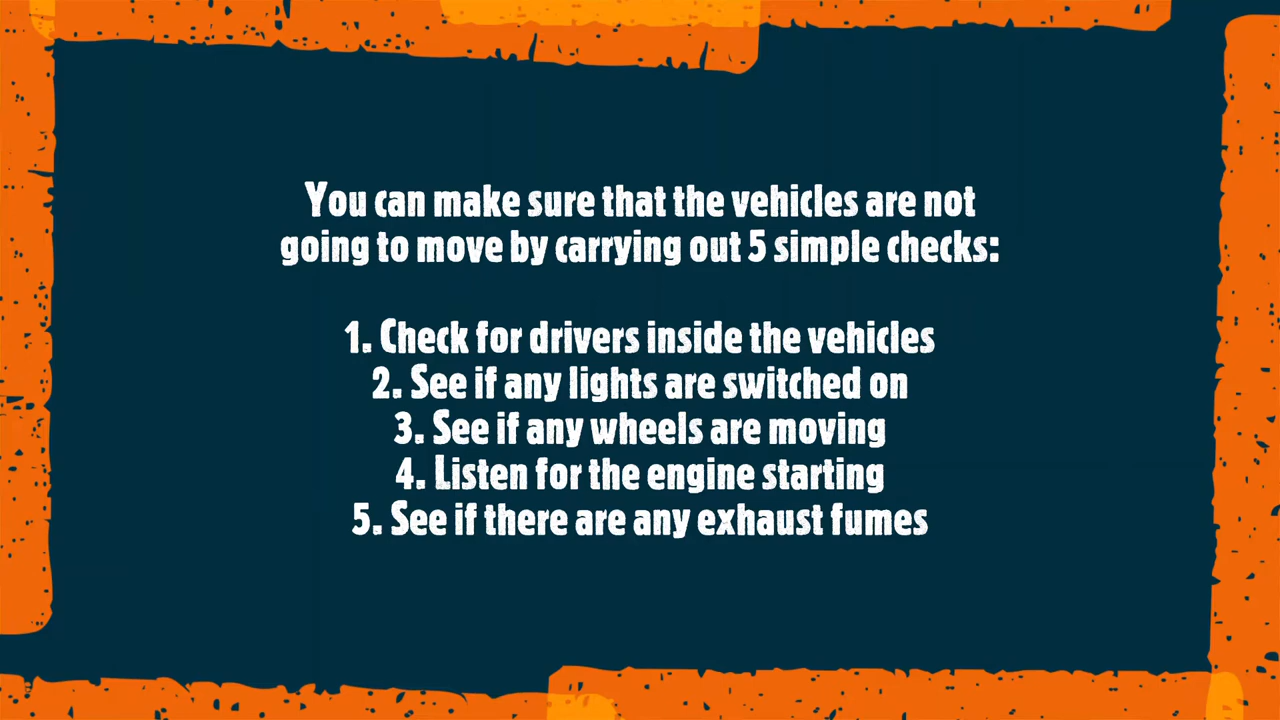 You can make sure that the vehicles are not
going to move by carrying out 5 simple checks:
1. Check for drivers inside the vehicles
2. See if any lights are switched on
3. See if any wheels are moving
4. Listen for the engine starting
5. See if there are any exhaust fumes